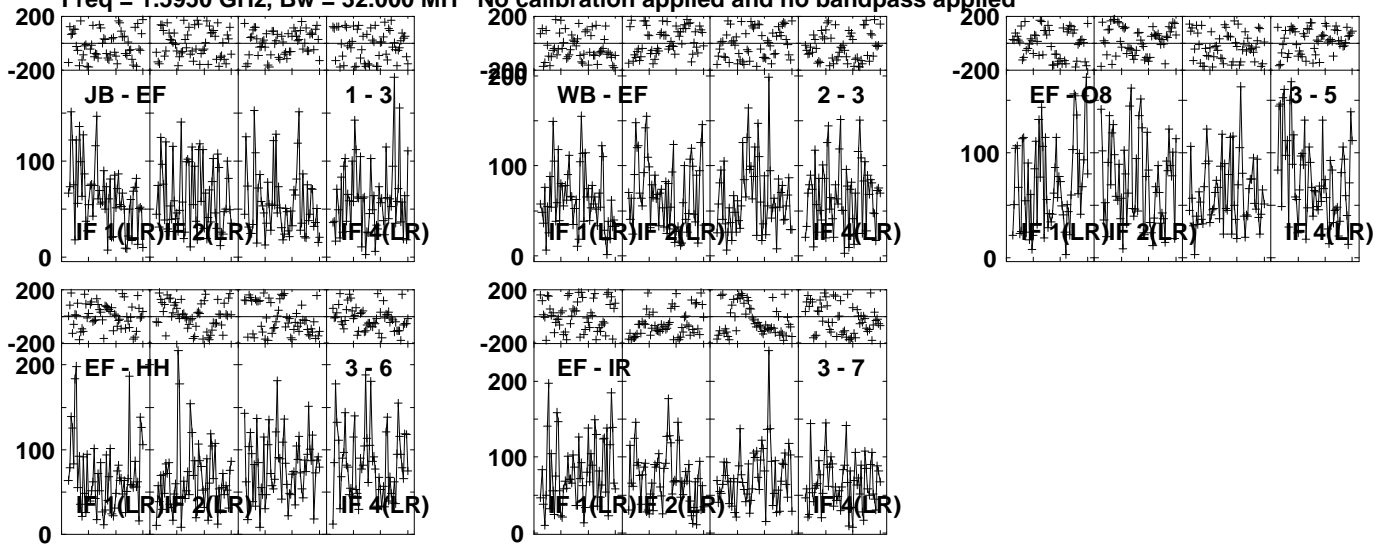 Freq = 1.5950 GHz, Bw = 32.000 MH No calibration applied and no bandpass applied
200
-200
JB - EF 1 - 3
100
0
IF 1(LR) IF 2(LR) IF 4(LR)
-200
200
WB - EF 2 - 3
100
0
IF 1(LR) IF 2(LR) IF 4(LR)
200
-200
EF - O8 3 - 5
100
0
IF 1(LR) IF 2(LR) IF 4(LR)
200
-200
200
EF - HH 3 - 6
100
0
IF 1(LR) IF 2(LR) IF 4(LR)
200
-200
EF - IR 3 - 7
200
100
0
IF 1(LR) IF 2(LR) IF 4(LR)